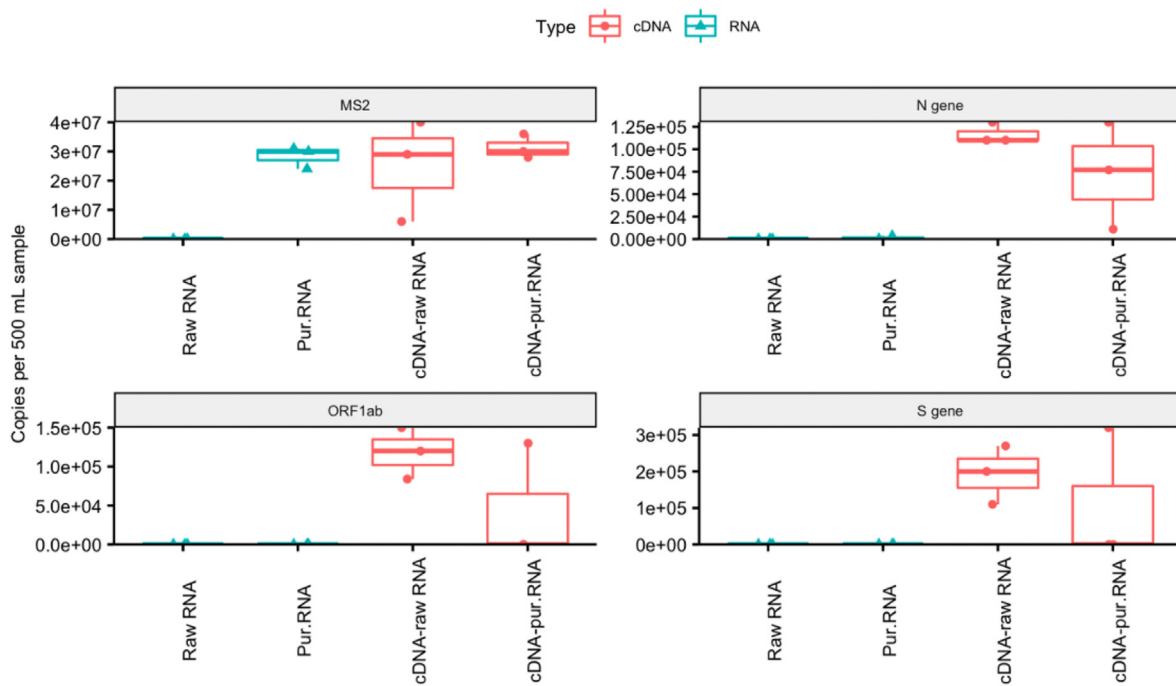 Type cDNA RNA
Copies per 500 mL sample
MS2
4e+07
3e+07
2e+07
1e+07
0e+00
Raw RNA
Pur.RNA
cDNA-raw RNA
cDNA-pur.RNA
N gene
1.25e+05
1.00e+05
7.50e+04
5.00e+04
2.50e+04
0.00e+00
Raw RNA
Pur.RNA
cDNA-raw RNA
cDNA-pur.RNA
ORF1ab
1.5e+05
1.0e+05
5.0e+04
0.0e+00
Raw RNA
Pur.RNA
cDNA-raw RNA
cDNA-pur.RNA
S gene
3e+05
2e+05
1e+05
0e+00
Raw RNA
Pur.RNA
cDNA-raw RNA
cDNA-pur.RNA